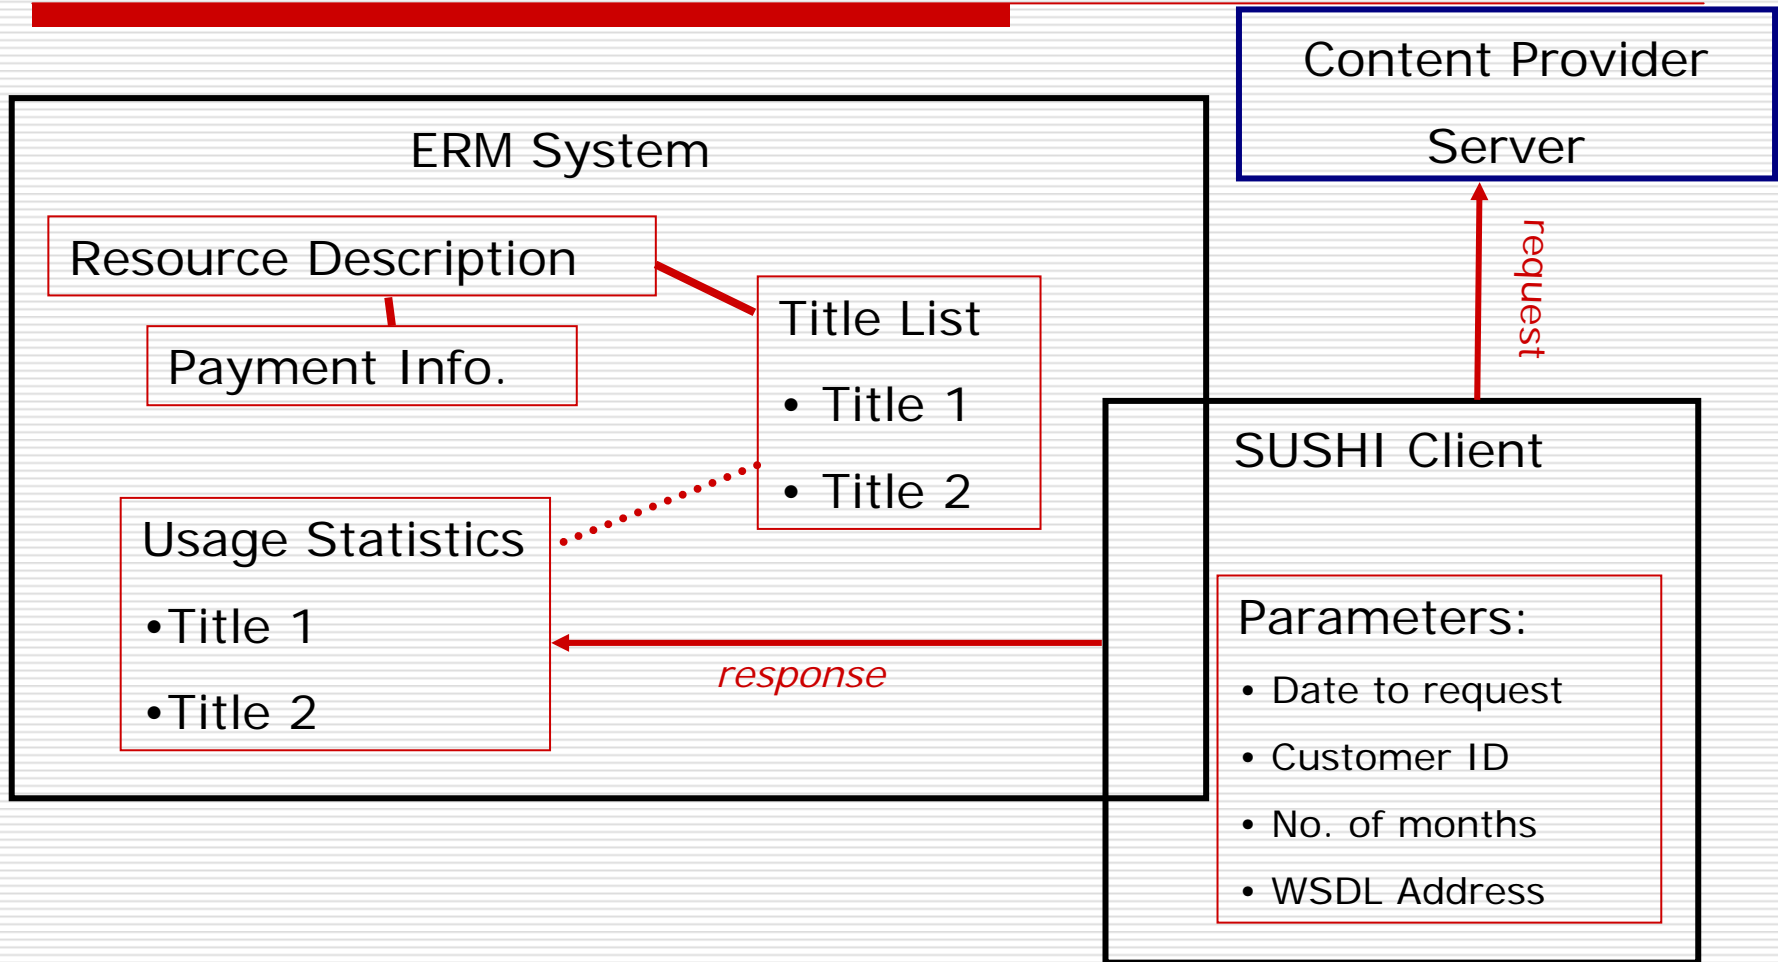 Content Provider
Server
ERM System
Resource Description
Payment Info.
Title List
• Title 1
• Title 2
request
SUSHI Client
Usage Statistics
•Title 1
•Title 2
response
Parameters:
• Date to request
• Customer ID
• No. of months
• WSDL Address